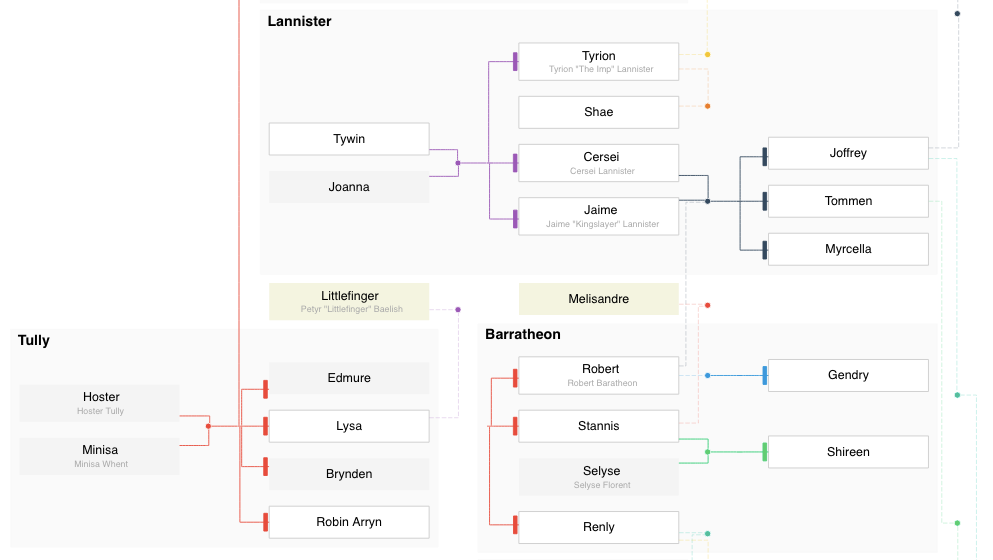 Lannister
Tyrion
Tyrion "The Imp" Lannister
Shae
Tywin
Joanna
Cersei
Cersei Lannister
Jaime
Jaime "Kingslayer" Lannister
Joffrey
Tommen
Myrcella
Littlefinger
Petyr "Littlefinger" Baelish
Melisandre
Tully
Hoster
Hoster Tully
Minisa
Minisa Whent
Edmure
Lysa
Brynden
Robin Arryn
Barratheon
Robert
Robert Baratheon
Stannis
Selyse
Selyse Florent
Renly
Gendry
Shireen